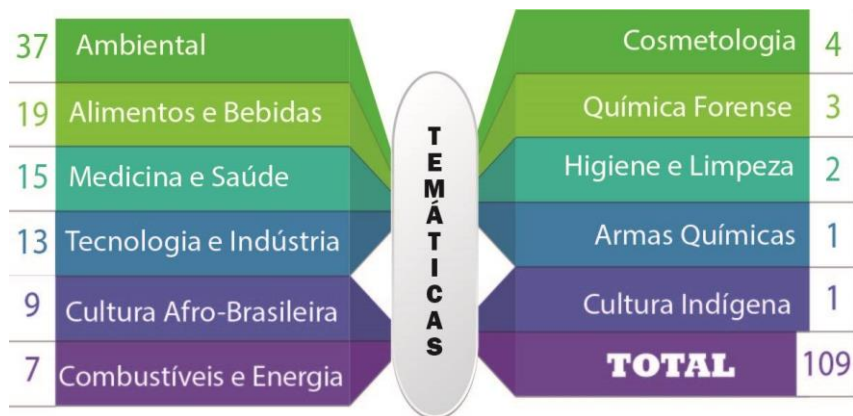 37 Ambiental
19 Alimentos e Bebidas
15 Medicina e Saúde
13 Tecnologia e Indústria
9 Cultura Afro-Brasileira
7 Combustíveis e Energia
TEMÁTICAS
Cosmetologia 4
Química Forense 3
Higiene e Limpeza 2
Armas Químicas 1
Cultura Indígena 1
TOTAL 109